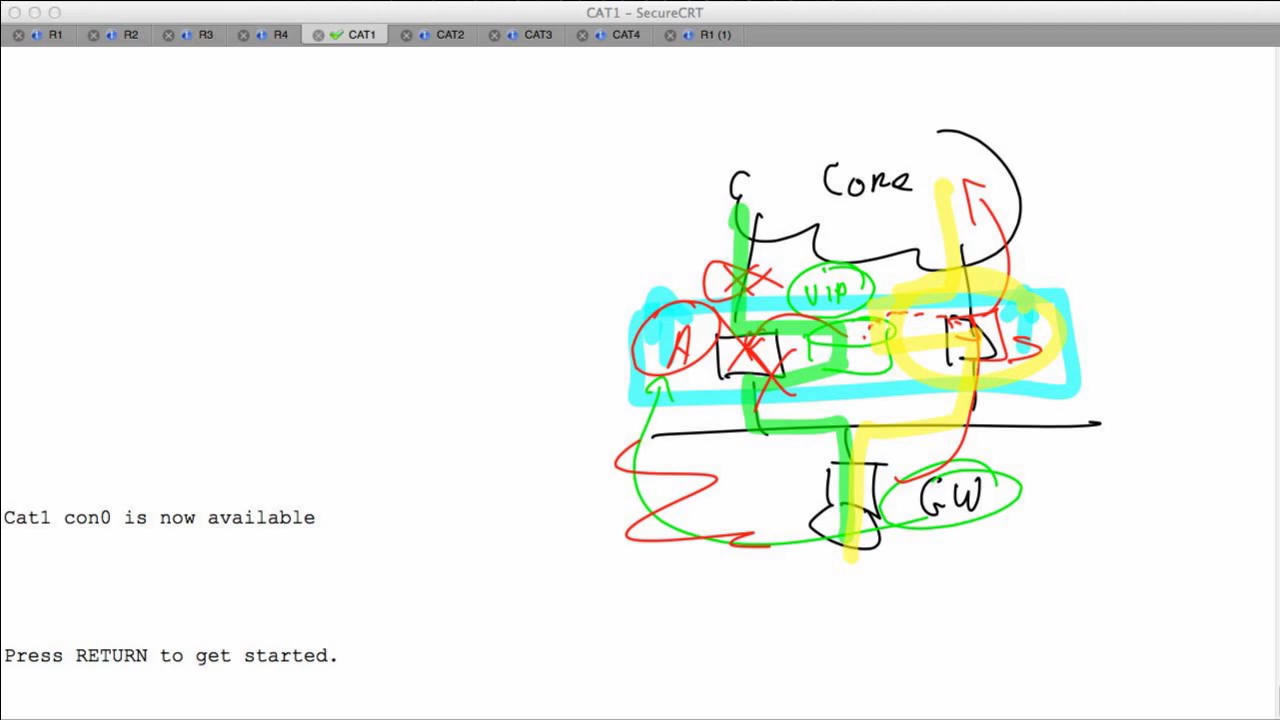 CAT1 – SecureCRT
R1 R2 R3 R4 CAT1 CAT2 CAT3 CAT4 R1 (1)
Core
VIP
A
S
GW
Cat1 con0 is now available
Press RETURN to get started.